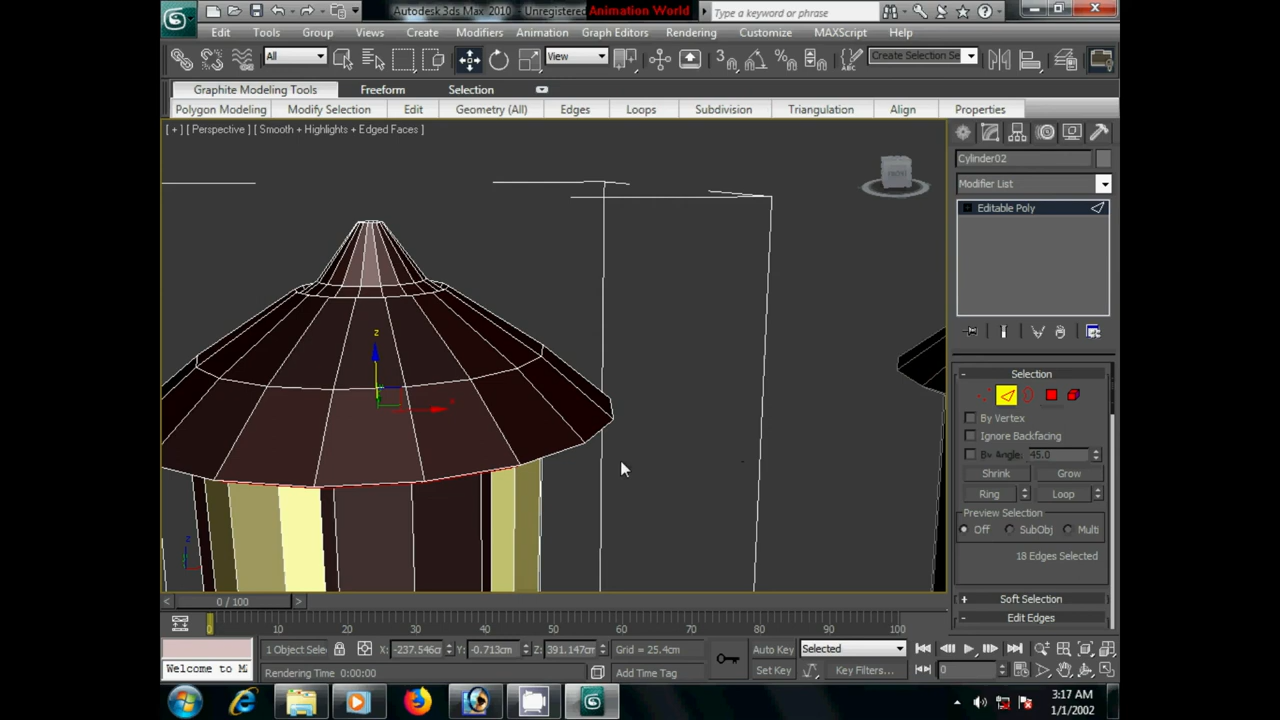 Autodesk 3ds Max 2010 - Unregistered
Animation World
Type a keyword or phrase
Edit Tools Group Views Create Modifiers Animation Graph Editors Rendering Customize MAXScript Help
All
View
3
Create Selection Se
Graphite Modeling Tools Freeform Selection
Polygon Modeling Modify Selection Edit Geometry (All) Edges Loops Subdivision Triangulation Align Properties
[ + ] [ Perspective ] [ Smooth + Highlights + Edged Faces ]
Cylinder02
Modifier List
Editable Poly
z
x
z
- Selection
By Vertex
Ignore Backfacing
By Angle: 45.0
Shrink Grow
Ring Loop
Preview Selection
Off SubObj Multi
18 Edges Selected
+ Soft Selection
- Edit Edges
< 0 / 100 >
0 10 20 30 40 50 60 70 80 90 100
1 Object Sele X: -237.546cm Y: -0.713cm Z: 391.147cm Grid = 25.4cm Auto Key Selected
Welcome to M
Rendering Time 0:00:00 Add Time Tag Set Key Key Filters... 0
3:17 AM
1/1/2002